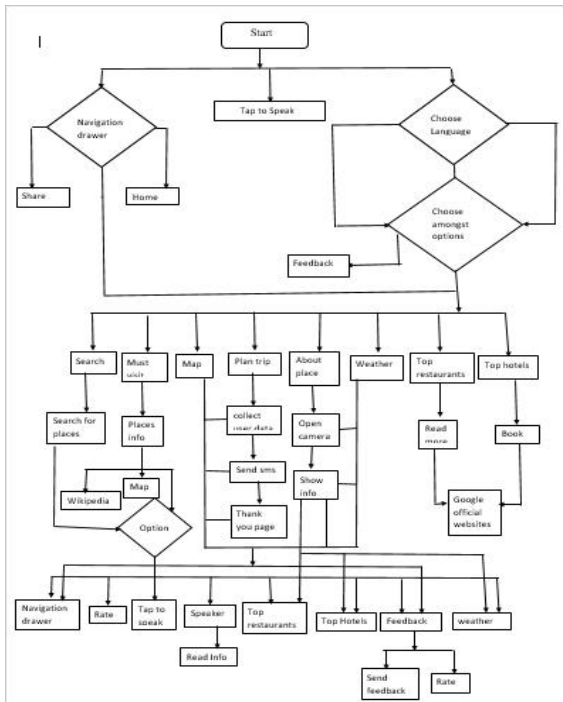 Start
Tap to Speak
Navigation
drawer
Choose
Language
Share
Home
Choose
amongst
options
Feedback
Search
Must
visit
Map
Plan trip
About
place
Weather
Top
restaurants
Top hotels
Search for
places
Places
info
collect
user data
Open
camera
Read
more
Book
Wikipedia
Map
Send sms
Show
info
Google
official
websites
Option
Thank
you page
Navigation
drawer
Rate
Tap to
speak
Speaker
Top
restaurants
Top Hotels
Feedback
weather
Read Info
Send
feedback
Rate